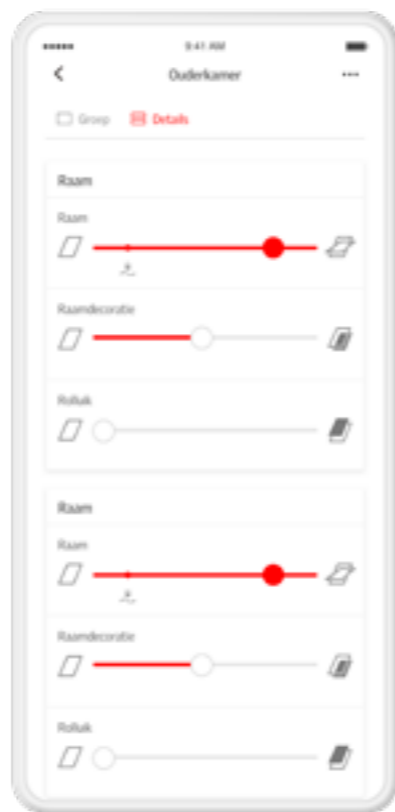 9:41 AM
Ouderkamer
Groep Details
Raam
Raam
Raamdecoratie
Rolluik
Raam
Raam
Raamdecoratie
Rolluik